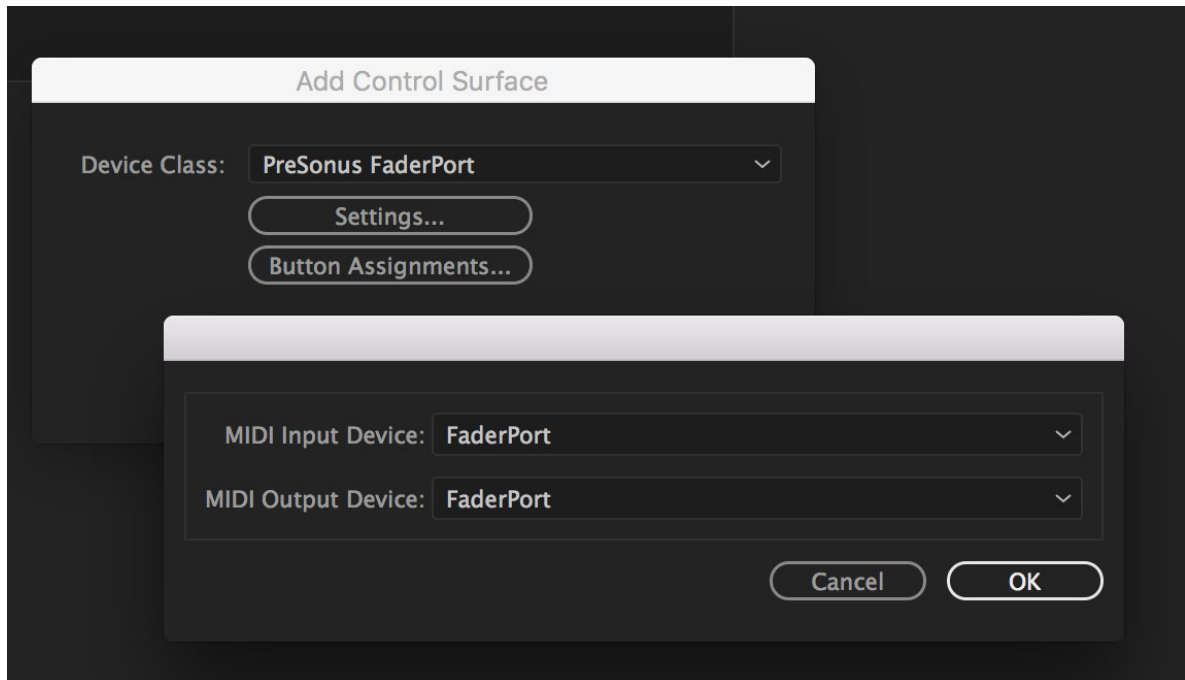 Add Control Surface
Device Class: PreSonus FaderPort
Settings...
Button Assignments...
MIDI Input Device: FaderPort
MIDI Output Device: FaderPort
Cancel OK